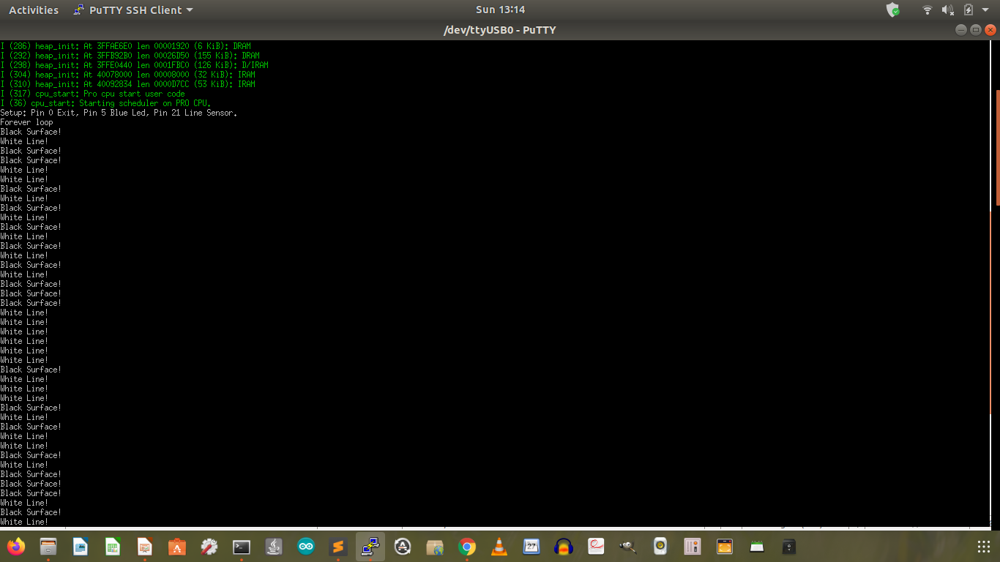 Activities PuTTY SSH Client Sun 13:14
/dev/ttyUSB0 - PuTTY
I (286) heap_init: At 3FFAE6E0 len 00001920 (6 KiB): DRAM
I (292) heap_init: At 3FFB92B0 len 00026D50 (155 KiB): DRAM
I (298) heap_init: At 3FFE0440 len 0001FBC0 (126 KiB): D/IRAM
I (304) heap_init: At 40078000 len 00008000 (32 KiB): IRAM
I (310) heap_init: At 40092834 len 0000D7CC (53 KiB): IRAM
I (317) cpu_start: Pro cpu start user code
I (36) cpu_start: Starting scheduler on PRO CPU.
Setup: Pin 0 Exit, Pin 5 Blue Led, Pin 21 Line Sensor.
Forever loop
Black Surface!
White Line!
Black Surface!
Black Surface!
White Line!
White Line!
Black Surface!
White Line!
Black Surface!
White Line!
Black Surface!
White Line!
Black Surface!
White Line!
Black Surface!
White Line!
Black Surface!
Black Surface!
Black Surface!
White Line!
White Line!
White Line!
White Line!
White Line!
White Line!
Black Surface!
White Line!
White Line!
White Line!
Black Surface!
White Line!
Black Surface!
White Line!
White Line!
Black Surface!
White Line!
Black Surface!
Black Surface!
Black Surface!
White Line!
Black Surface!
White Line!
27